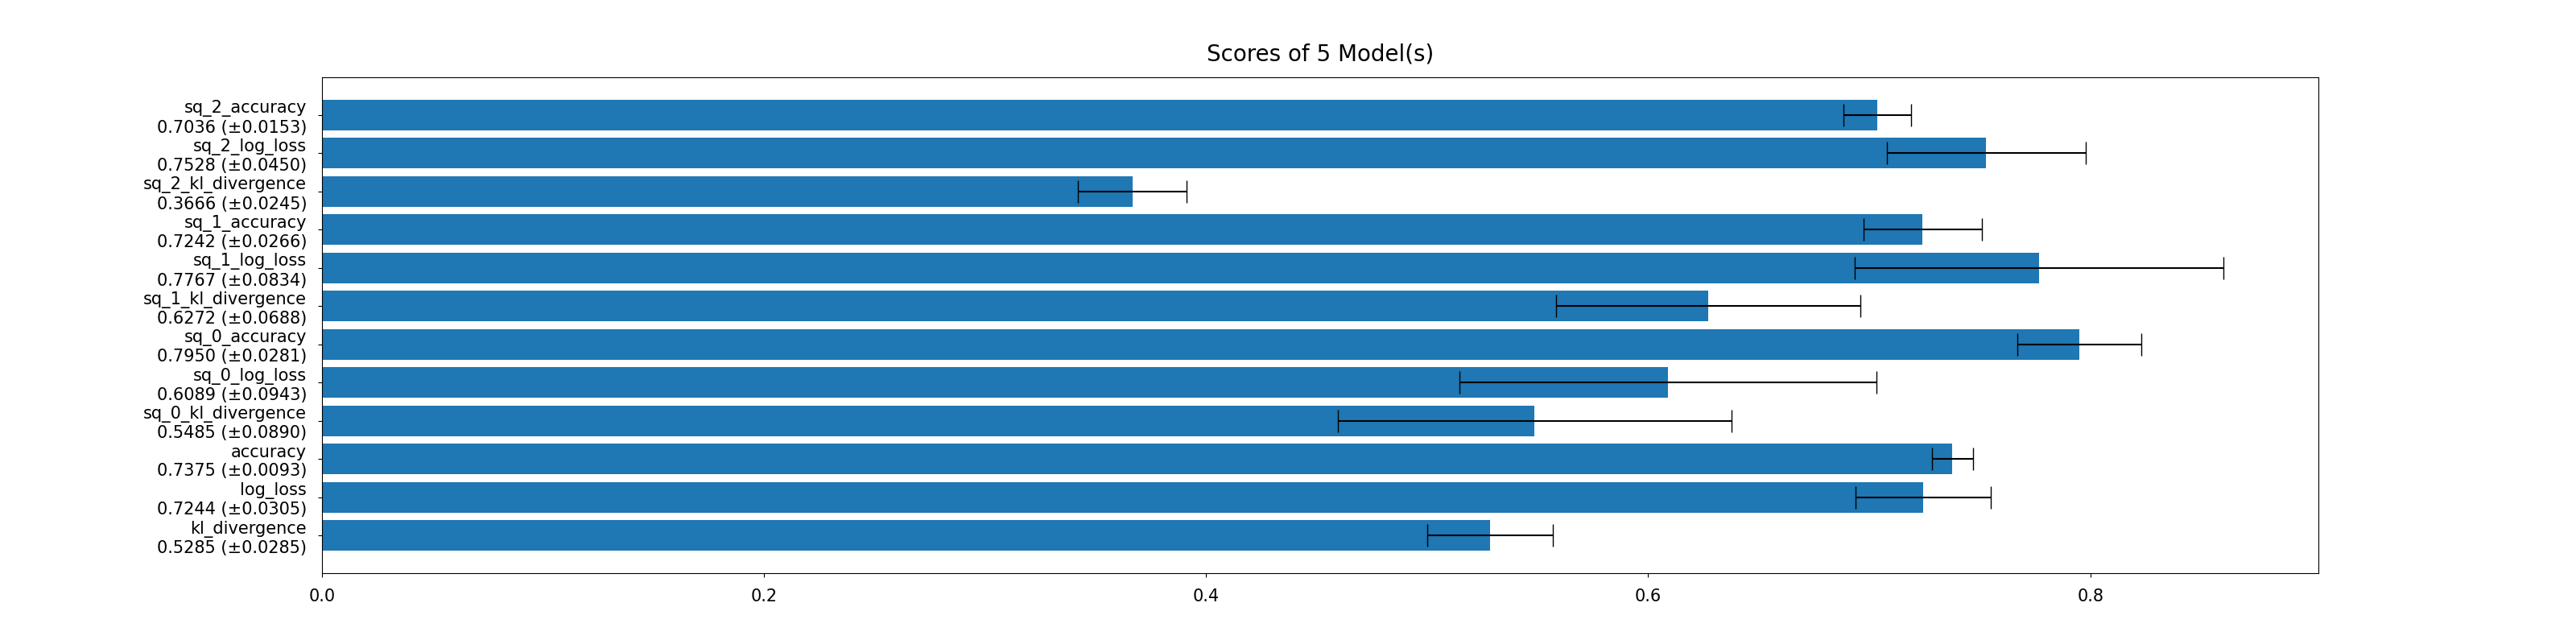 Scores of 5 Model(s)
sq_2_accuracy
0.7036 (±0.0153)
sq_2_log_loss
0.7528 (±0.0450)
sq_2_kl_divergence
0.3666 (±0.0245)
sq_1_accuracy
0.7242 (±0.0266)
sq_1_log_loss
0.7767 (±0.0834)
sq_1_kl_divergence
0.6272 (±0.0688)
sq_0_accuracy
0.7950 (±0.0281)
sq_0_log_loss
0.6089 (±0.0943)
sq_0_kl_divergence
0.5485 (±0.0890)
accuracy
0.7375 (±0.0093)
log_loss
0.7244 (±0.0305)
kl_divergence
0.5285 (±0.0285)
0.0 0.2 0.4 0.6 0.8